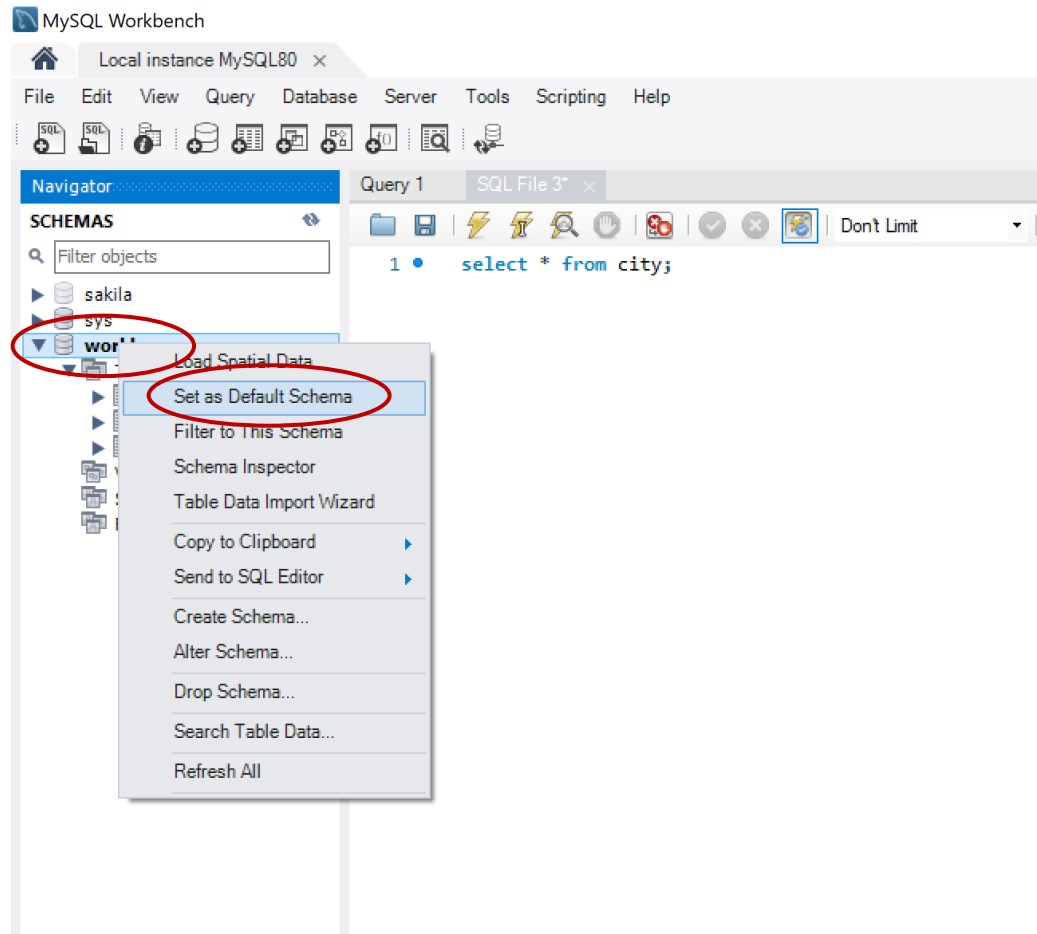 MySQL Workbench
Local instance MySQL80
File Edit View Query Database Server Tools Scripting Help
SQL SQL
Navigator
Query 1 SQL File 3*
SCHEMAS
Don't Limit
Filter objects
1 select * from city;
sakila
sys
Load Spatial Data
Set as Default Schema
Filter to This Schema
Schema Inspector
Table Data Import Wizard
Copy to Clipboard
Send to SQL Editor
Create Schema...
Alter Schema...
Drop Schema...
Search Table Data...
Refresh All